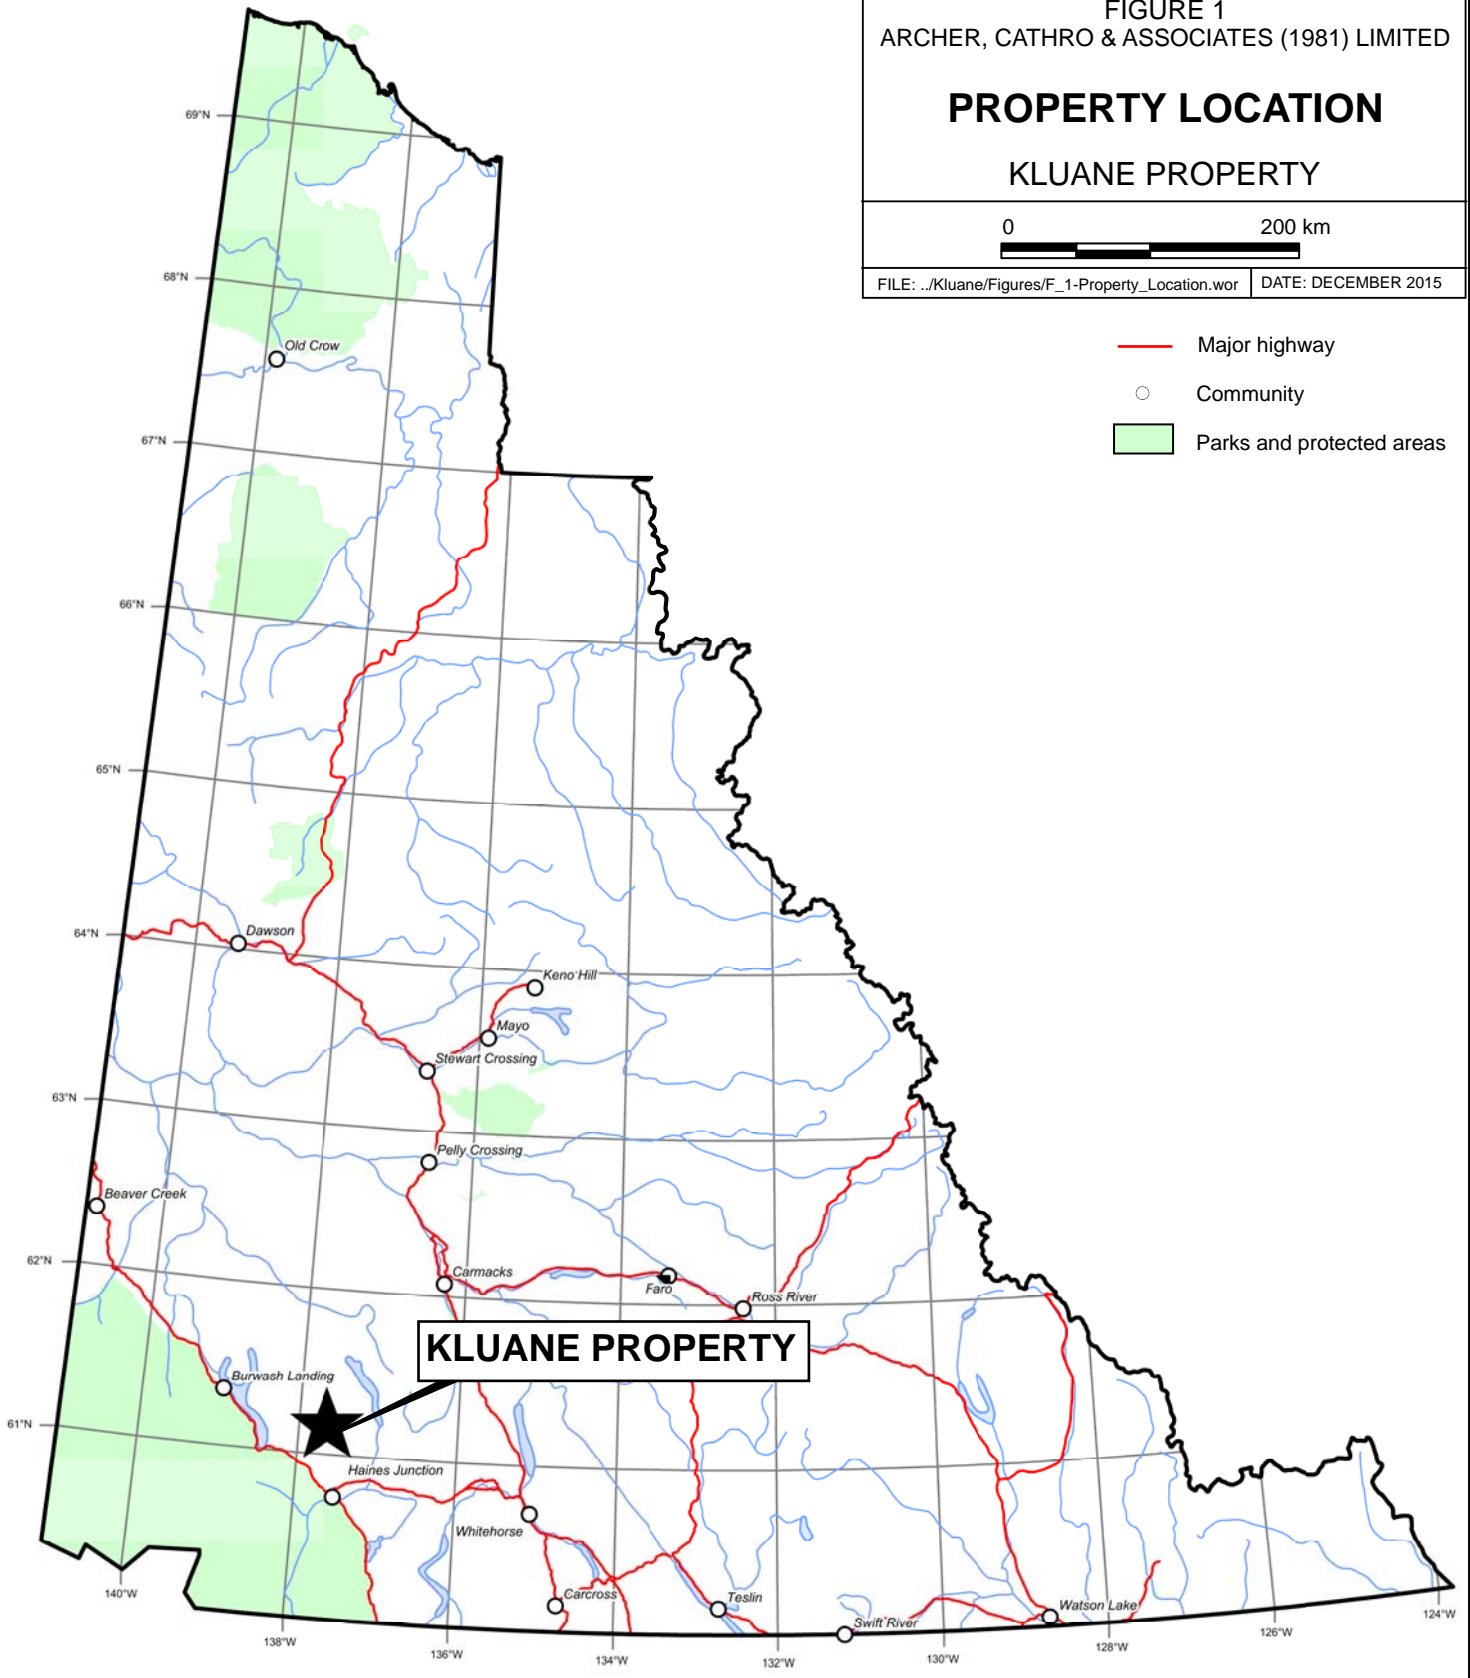 FIGURE 1
ARCHER, CATHRO & ASSOCIATES (1981) LIMITED
PROPERTY LOCATION
KLUANE PROPERTY
0 200 km
FILE: ../Kluane/Figures/F_1-Property_Location.wor DATE: DECEMBER 2015
Major highway
Community
Parks and protected areas
69°N
68°N
Old Crow
67°N
66°N
65°N
64°N
Dawson
Keno Hill
Mayo
Stewart Crossing
63°N
Pelly Crossing
Beaver Creek
62°N
Carmacks
Faro
Ross River
KLUANE PROPERTY
Burwash Landing
61°N
Haines Junction
Whitehorse
Carcross
Teslin
Swift River
Watson Lake
140°W
138°W
136°W
134°W
132°W
130°W
128°W
126°W
124°W